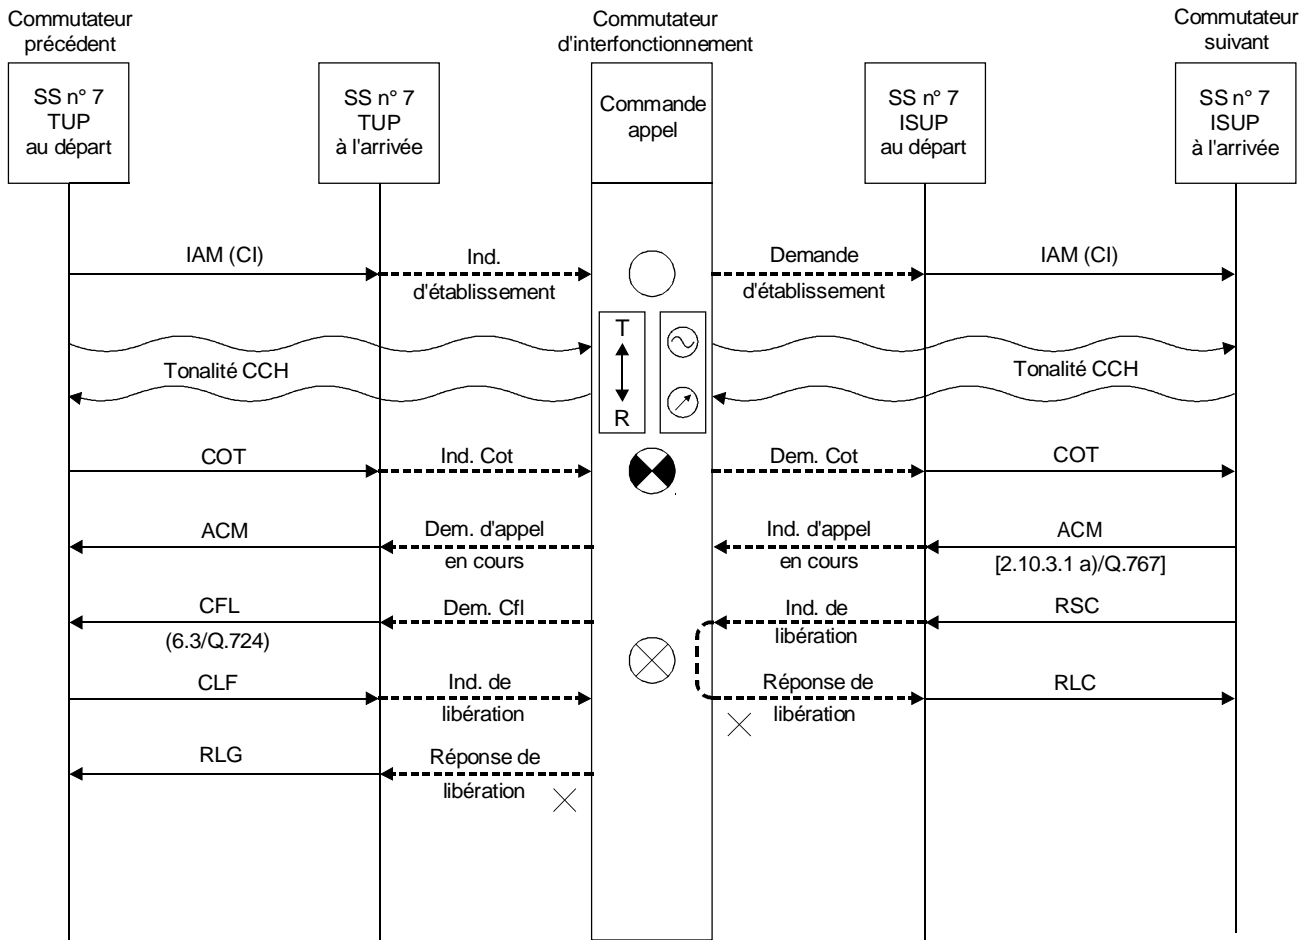 Commutateur
précédent
Commutateur
d'interfonctionnement
Commutateur
suivant
SS n° 7
TUP
au départ
SS n° 7
TUP
à l'arrivée
Commande
appel
SS n° 7
ISUP
au départ
SS n° 7
ISUP
à l'arrivée
IAM (CI)
Ind.
d'établissement
Demande
d'établissement
IAM (CI)
Tonalité CCH
T
R
Tonalité CCH
COT
Ind. Cot
Dem. Cot
COT
ACM
Dem. d'appel
en cours
Ind. d'appel
en cours
ACM
[2.10.3.1 a)/Q.767]
CFL
(6.3/Q.724)
Dem. Cfl
Ind. de
libération
RSC
CLF
Ind. de
libération
Réponse de
libération
RLC
RLG
Réponse de
libération